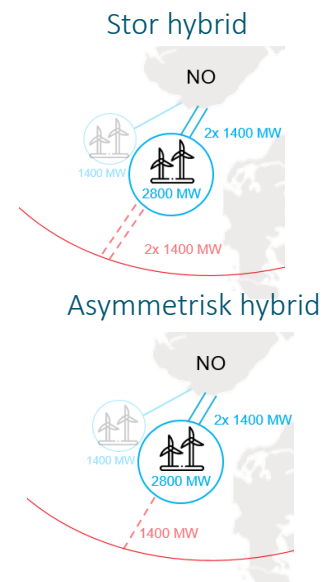 Stor hybrid
NO
2x 1400 MW
1400 MW
2800 MW
2x 1400 MW
Asymmetrisk hybrid
NO
2x 1400 MW
1400 MW
2800 MW
1400 MW